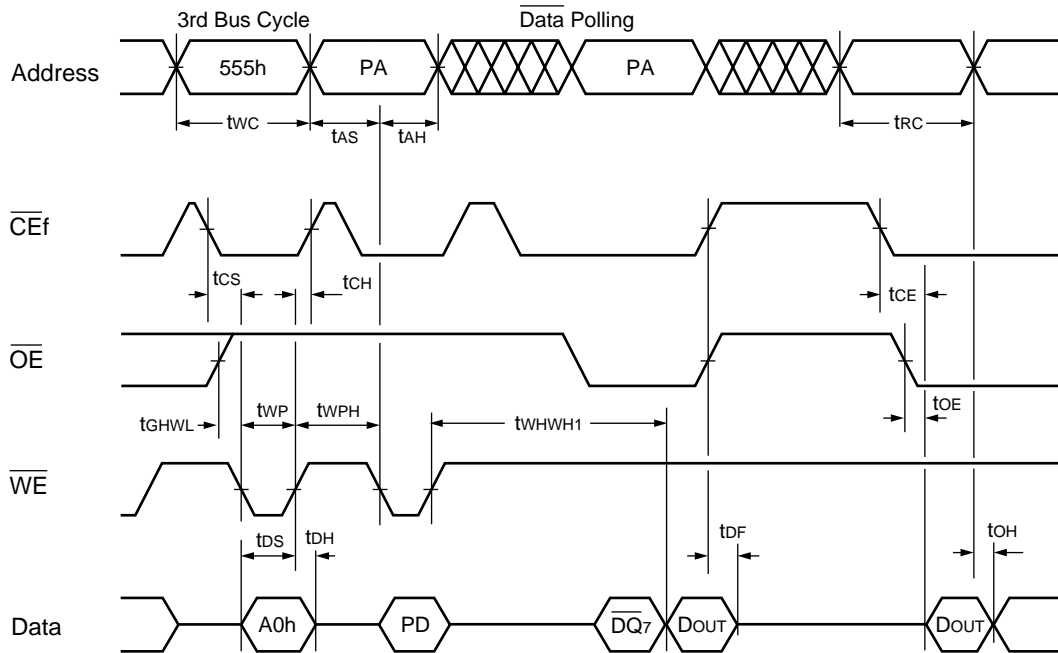 3rd Bus Cycle
Data Polling
Address
555h
PA
PA
tWC
tAS
tAH
tRC
CEf
tCS
tCH
tCE
OE
tGHWL
tWP
tWPH
tWHWH1
tOE
WE
tDS
tDH
tDF
tOH
Data
A0h
PD
DQ7
DOUT
DOUT